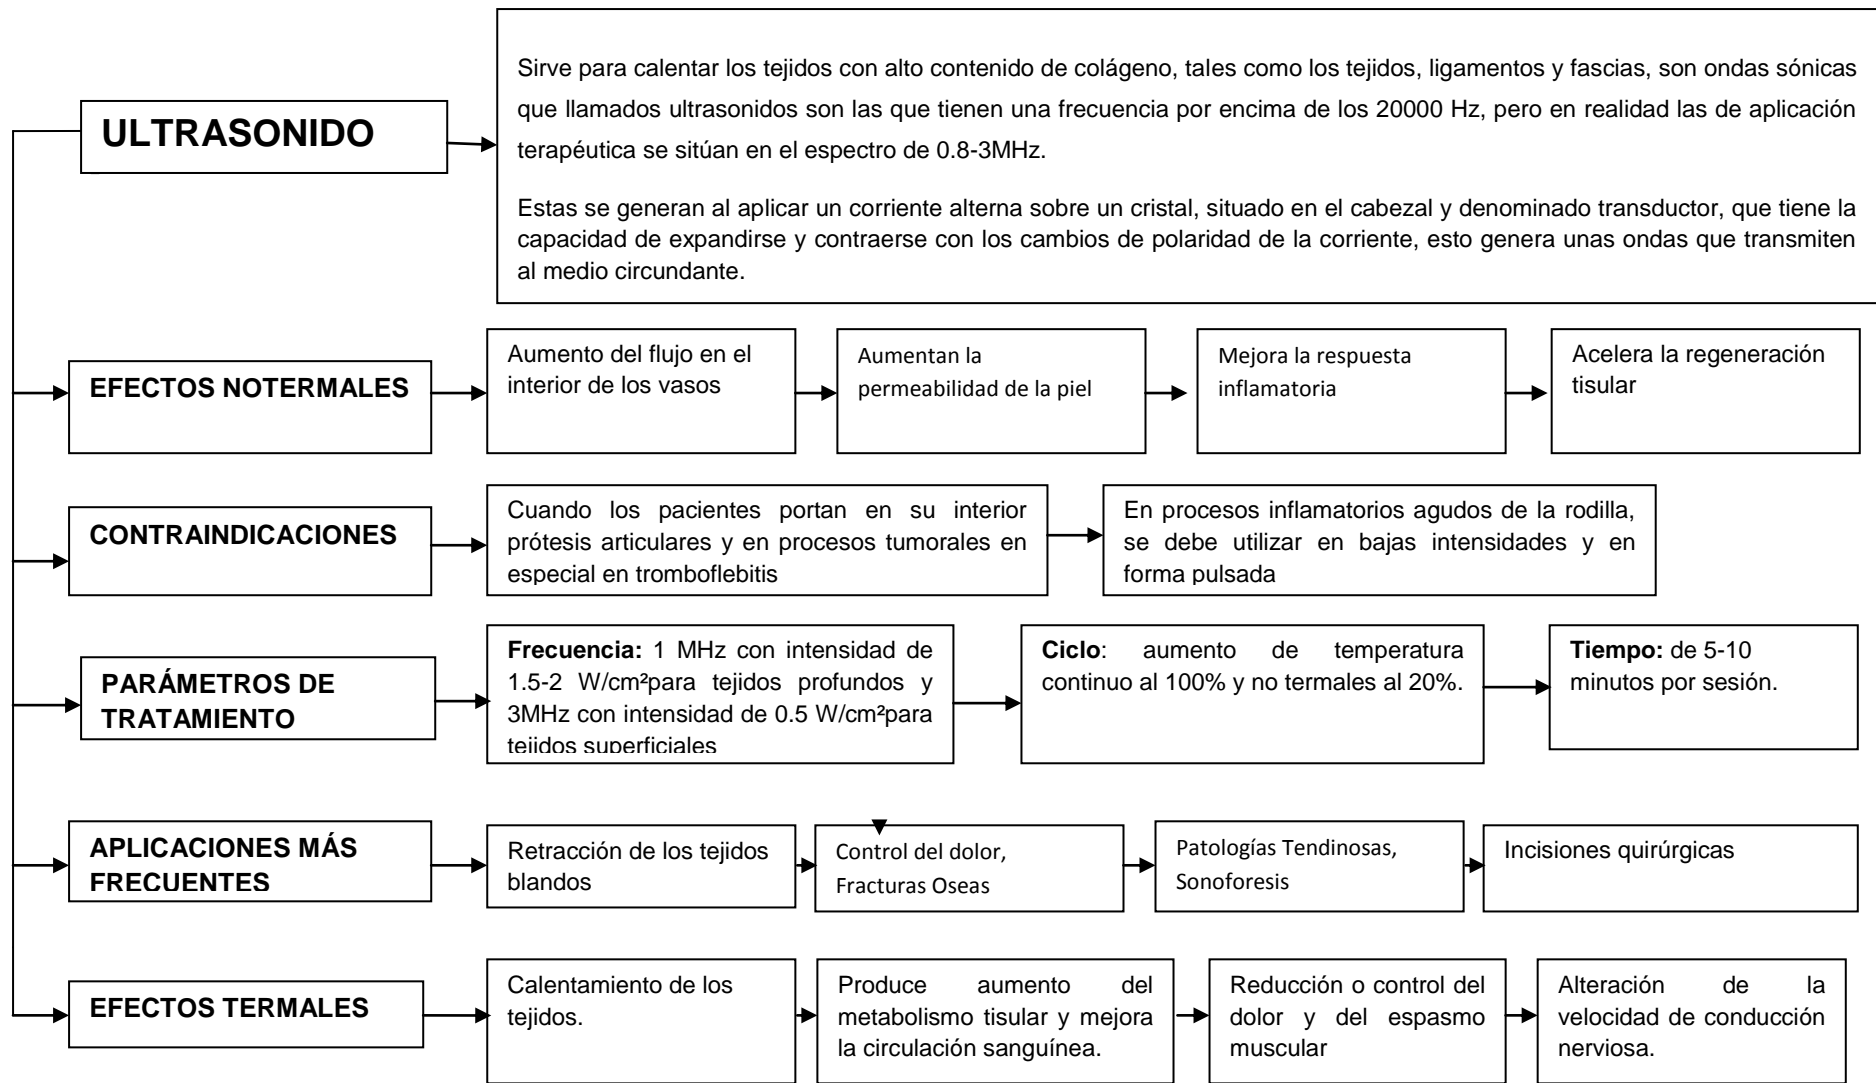 ULTRASONIDO
Sirve para calentar los tejidos con alto contenido de colágeno, tales como los tejidos, ligamentos y fascias, son ondas sónicas
que llamados ultrasonidos son las que tienen una frecuencia por encima de los 20000 Hz, pero en realidad las de aplicación
terapéutica se sitúan en el espectro de 0.8-3MHz.
Estas se generan al aplicar un corriente alterna sobre un cristal, situado en el cabezal y denominado transductor, que tiene la
capacidad de expandirse y contraerse con los cambios de polaridad de la corriente, esto genera unas ondas que transmiten
al medio circundante.
EFECTOS NOTERMALES
Aumento del flujo en el
interior de los vasos
Aumentan la
permeabilidad de la piel
Mejora la respuesta
inflamatoria
Acelera la regeneración
tisular
CONTRAINDICACIONES
Cuando los pacientes portan en su interior
prótesis articulares y en procesos tumorales en
especial en tromboflebitis
En procesos inflamatorios agudos de la rodilla,
se debe utilizar en bajas intensidades y en
forma pulsada
PARÁMETROS DE
TRATAMIENTO
Frecuencia: 1 MHz con intensidad de
1.5-2 W/cm²para tejidos profundos y
3MHz con intensidad de 0.5 W/cm²para
tejidos superficiales
Ciclo: aumento de temperatura
continuo al 100% y no termales al 20%.
Tiempo: de 5-10
minutos por sesión.
APLICACIONES MÁS
FRECUENTES
Retracción de los tejidos
blandos
Control del dolor,
Fracturas Oseas
Patologías Tendinosas,
Sonoforesis
Incisiones quirúrgicas
EFECTOS TERMALES
Calentamiento de los
tejidos.
Produce aumento del
metabolismo tisular y mejora
la circulación sanguínea.
Reducción o control del
dolor y del espasmo
muscular
Alteración de la
velocidad de conducción
nerviosa.